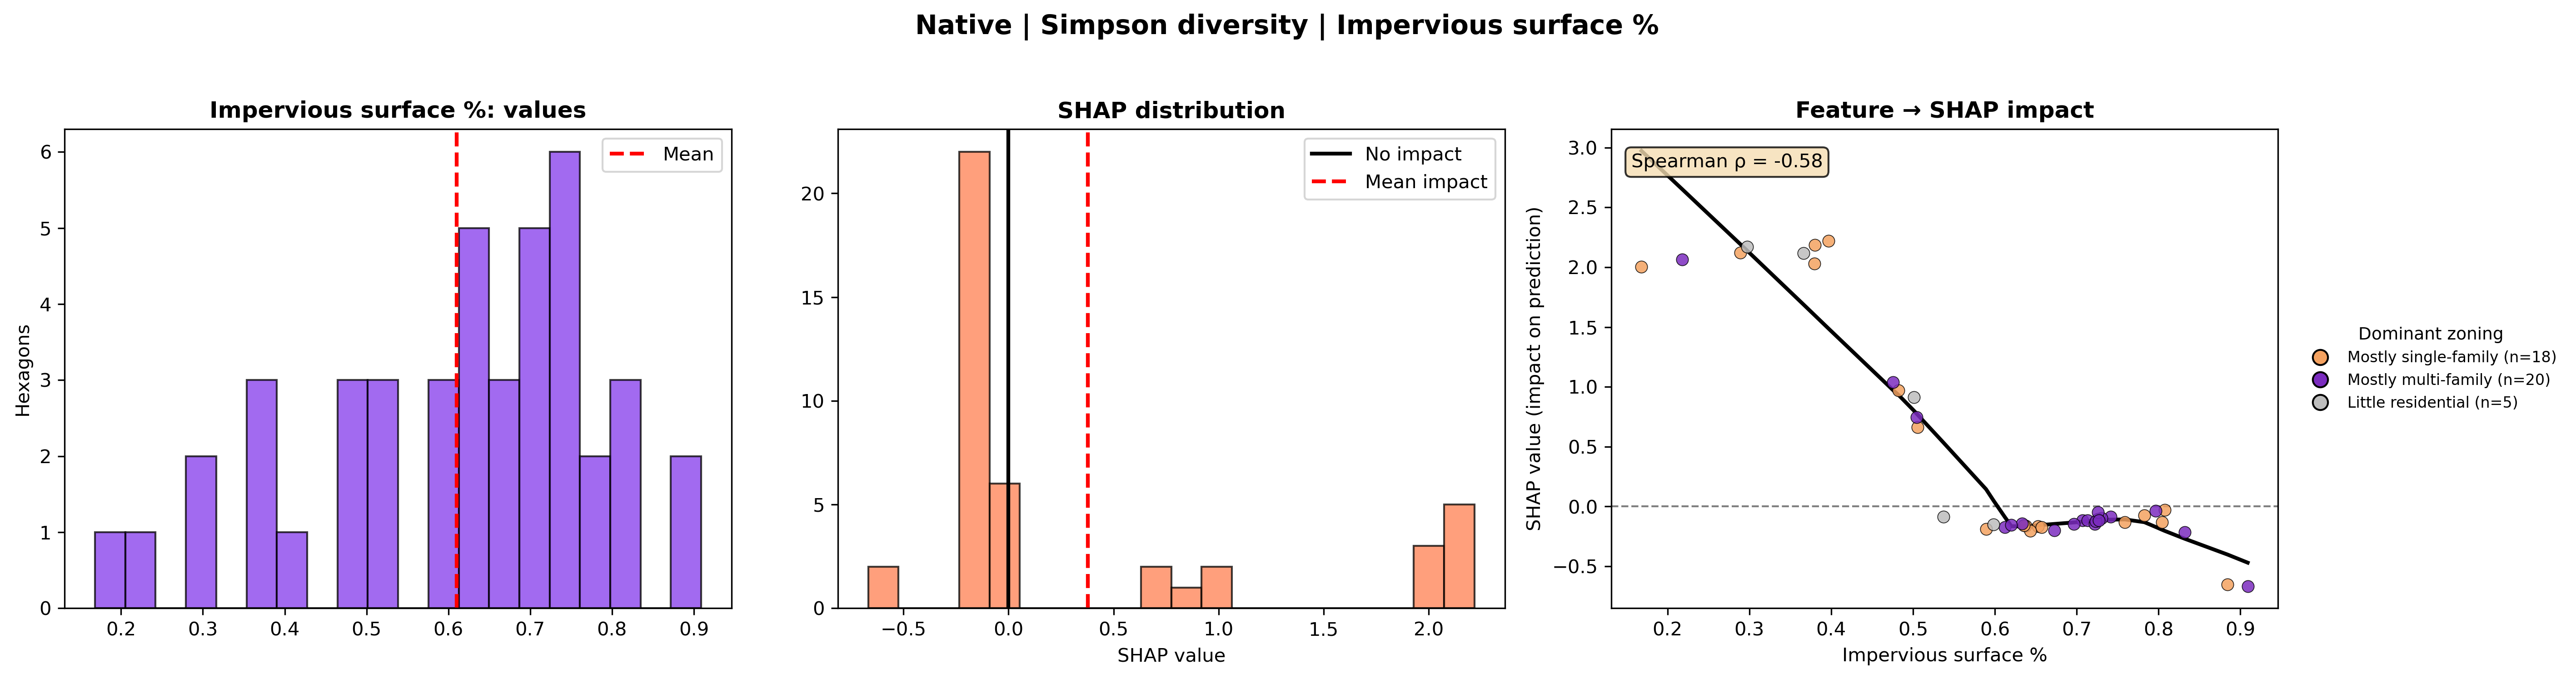 Native | Simpson diversity | Impervious surface %
Impervious surface %: values
Hexagons
6
5
4
3
2
1
0
0.2 0.3 0.4 0.5 0.6 0.7 0.8 0.9
Mean
SHAP distribution
20
15
10
5
0
−0.5 0.0 0.5 1.0 1.5 2.0
SHAP value
No impact
Mean impact
Feature → SHAP impact
SHAP value (impact on prediction)
3.0
2.5
2.0
1.5
1.0
0.5
0.0
−0.5
0.2 0.3 0.4 0.5 0.6 0.7 0.8 0.9
Impervious surface %
Spearman ρ = -0.58
Dominant zoning
Mostly single-family (n=18)
Mostly multi-family (n=20)
Little residential (n=5)